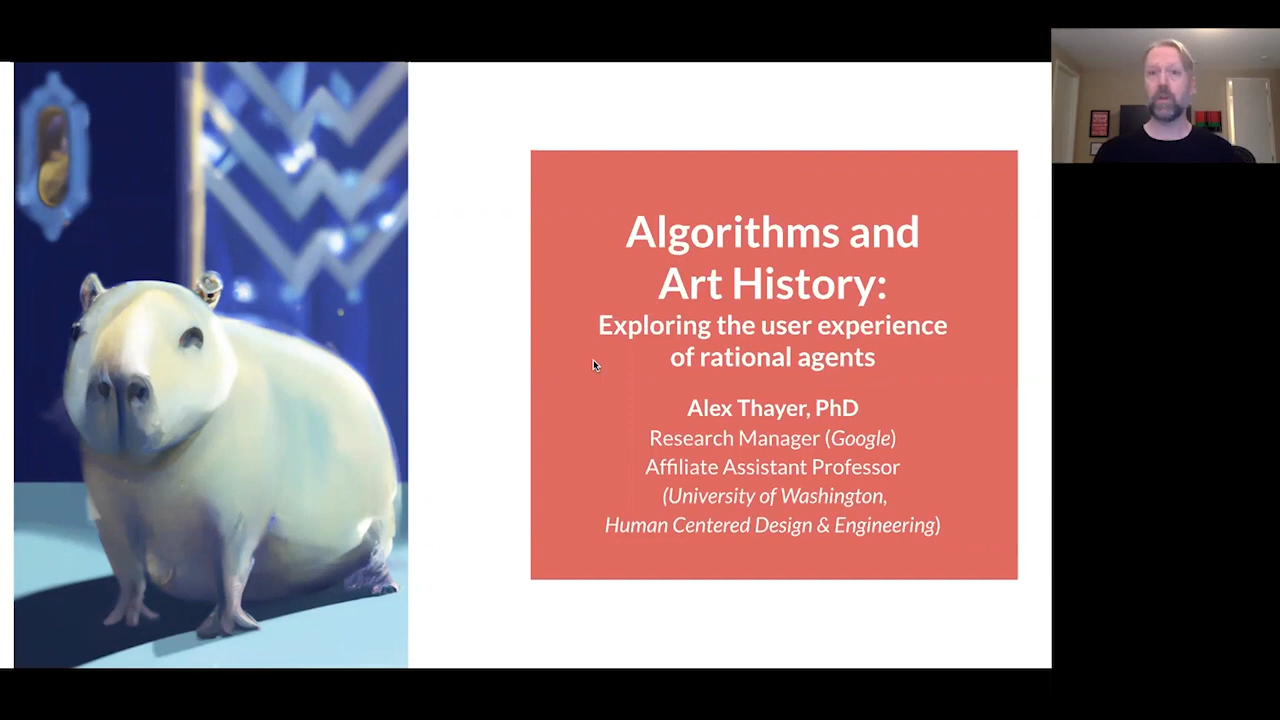 Algorithms and
Art History:
Exploring the user experience
of rational agents
Alex Thayer, PhD
Research Manager (Google)
Affiliate Assistant Professor
(University of Washington,
Human Centered Design & Engineering)